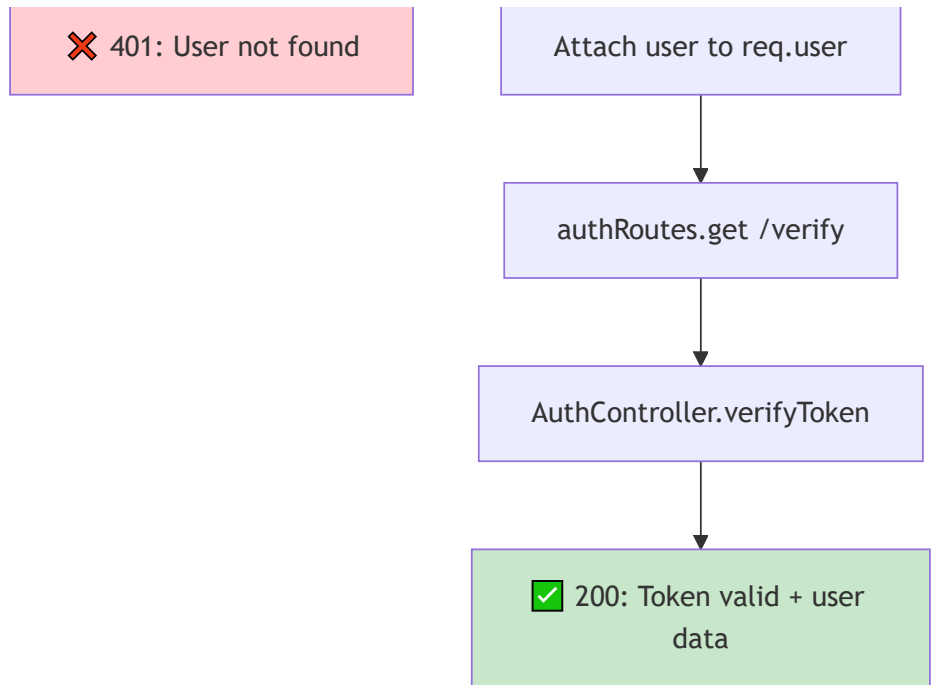 ❌ 401: User not found
Attach user to req.user
authRoutes.get /verify
AuthController.verifyToken
✅ 200: Token valid + user
data